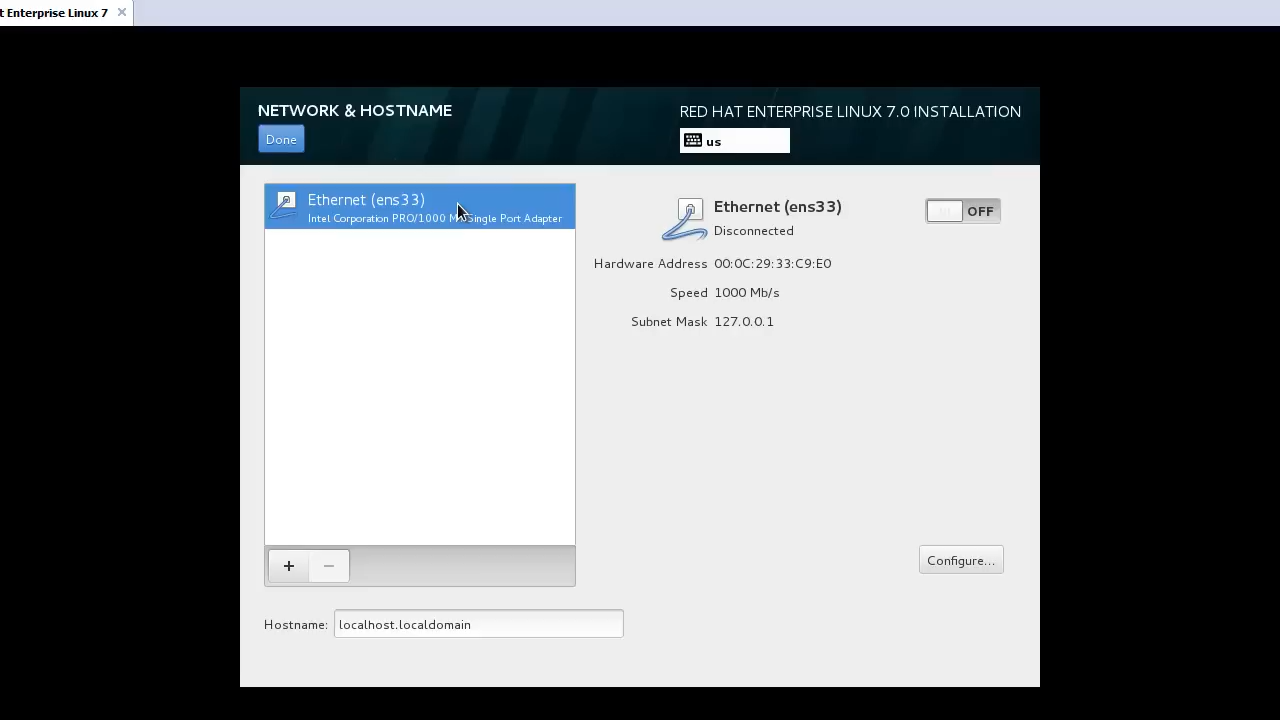 t Enterprise Linux 7
NETWORK & HOSTNAME
Done
RED HAT ENTERPRISE LINUX 7.0 INSTALLATION
us
Ethernet (ens33)
Intel Corporation PRO/1000 M Single Port Adapter
Ethernet (ens33)
Disconnected
OFF
Hardware Address 00:0C:29:33:C9:E0
Speed 1000 Mb/s
Subnet Mask 127.0.0.1
Configure...
Hostname: localhost.localdomain